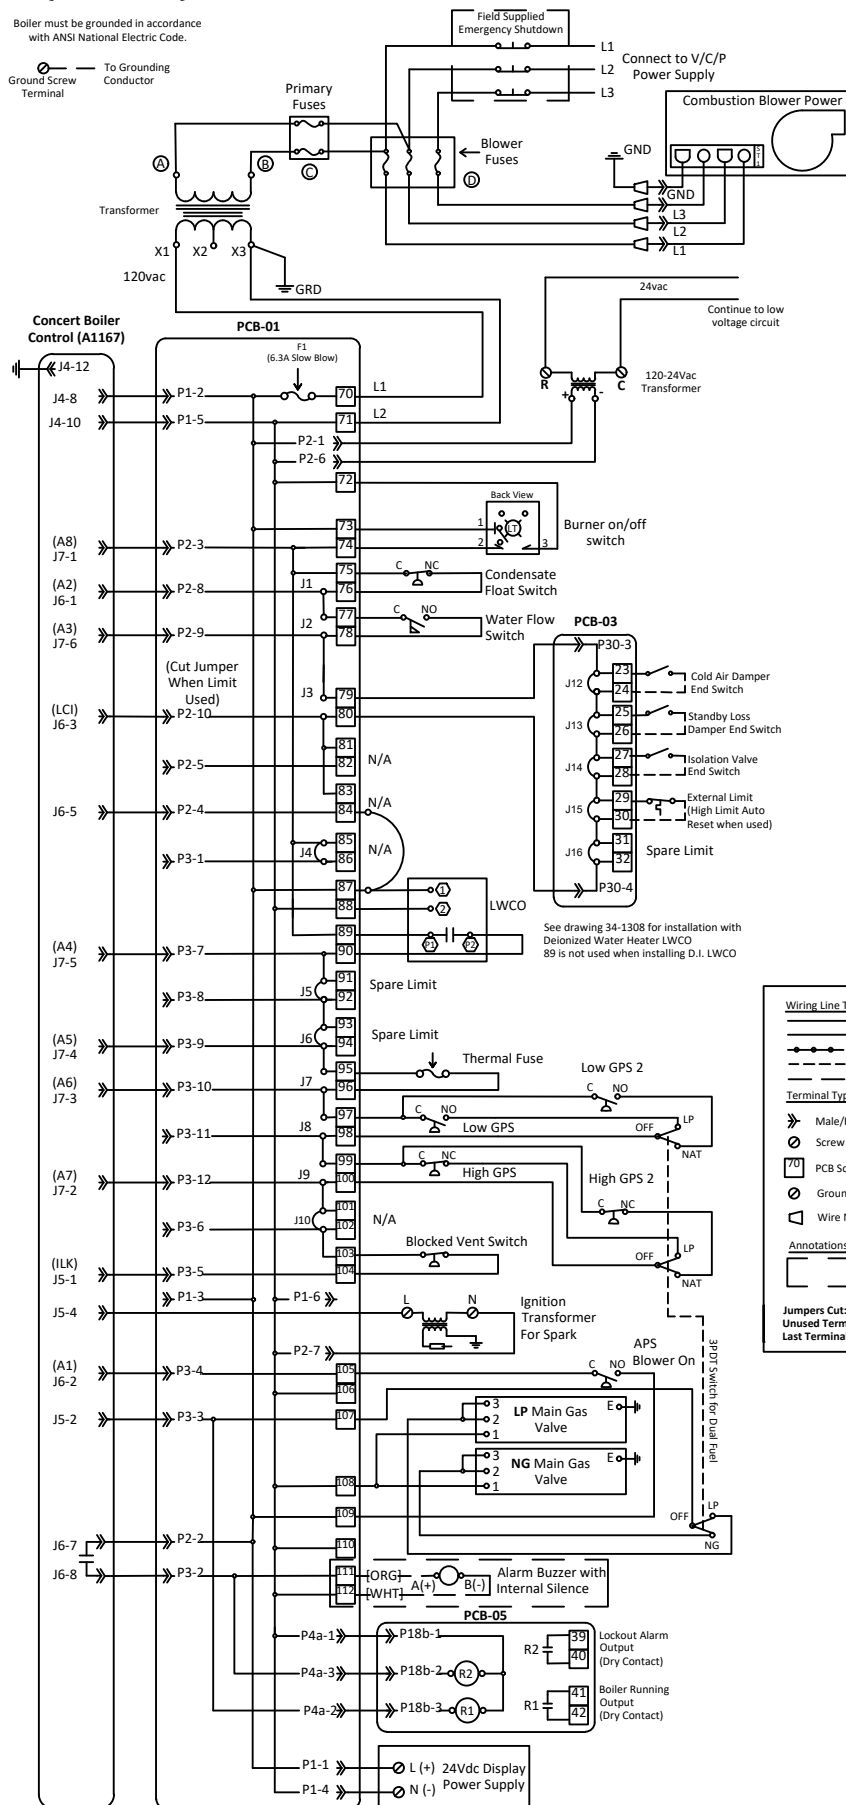 Boiler must be grounded in accordance
with ANSI National Electric Code.
Ground Screw
Terminal
To Grounding
Conductor
Field Supplied
Emergency Shutdown
L1
L2
L3
Connect to V/C/P
Power Supply
Primary
Fuses
A
B
C
D
Blower
Fuses
Combustion Blower Power
GND
GND
L3
L2
L1
Transformer
X1
X2
X3
120vac
GRD
24vac
Continue to low
voltage circuit
R
C
120-24Vac
Transformer
+
-
Concert Boiler
Control (A1167)
PCB-01
F1
(6.3A Slow Blow)
J4-12
J4-8
P1-2
70
L1
J4-10
P1-5
71
L2
P2-1
P2-6
72
Back View
LT
1
2
3
Burner on/off
switch
73
(A8)
J7-1
P2-3
74
75
C
NC
Condensate
Float Switch
(A2)
J6-1
P2-8
J1
76
77
C
NO
Water Flow
Switch
(A3)
J7-6
P2-9
J2
78
(Cut Jumper
When Limit
Used)
J3
79
(LCI)
J6-3
P2-10
80
81
P2-5
82
N/A
83
N/A
J6-5
P2-4
84
85
J4
N/A
P3-1
86
87
88
1
2
LWCO
89
P1
P2
(A4)
J7-5
P3-7
90
PCB-03
P30-3
J12
23
24
Cold Air Damper
End Switch
J13
25
26
Standby Loss
Damper End Switch
J14
27
28
Isolation Valve
End Switch
J15
29
30
External Limit
(High Limit Auto
Reset when used)
J16
31
32
Spare Limit
P30-4
See drawing 34-1308 for installation with
Deionized Water Heater LWCO
89 is not used when installing D.I. LWCO
91
J5
Spare Limit
P3-8
92
93
Spare Limit
(A5)
J7-4
P3-9
J6
94
95
Thermal Fuse
(A6)
J7-3
P3-10
J7
96
Low GPS 2
C
NO
97
C
NO
Low GPS
OFF
LP
NAT
P3-11
J8
98
99
C
NC
High GPS
High GPS 2
C
NC
(A7)
J7-2
P3-12
J9
100
101
J10
N/A
P3-6
102
OFF
LP
NAT
103
Blocked Vent Switch
(ILK)
J5-1
P3-5
104
P1-3
P1-6
J5-4
L
N
Ignition
Transformer
For Spark
P2-7
(A1)
J6-2
P3-4
105
APS
Blower On
C
NO
106
J5-2
P3-3
107
3PDT Switch for Dual Fuel
3
2
1
LP Main Gas
Valve
E
3
2
1
NG Main Gas
Valve
E
108
109
OFF
LP
NG
J6-7
P2-2
110
J6-8
P3-2
111
[ORG]
A(+)
B(-)
Alarm Buzzer with
Internal Silence
112
[WHT]
PCB-05
P4a-1
P18b-1
P4a-3
P18b-2
R2
P4a-2
P18b-3
R1
R2
39
40
Lockout Alarm
Output
(Dry Contact)
R1
41
42
Boiler Running
Output
(Dry Contact)
P1-1
L (+)
24Vdc Display
Power Supply
P1-4
N (-)
Wiring Line T
Terminal Typ
Male/
Screw
70
PCB Sc
Groun
Wire
Annotations
Jumpers Cut:
Unused Term
Last Terminal